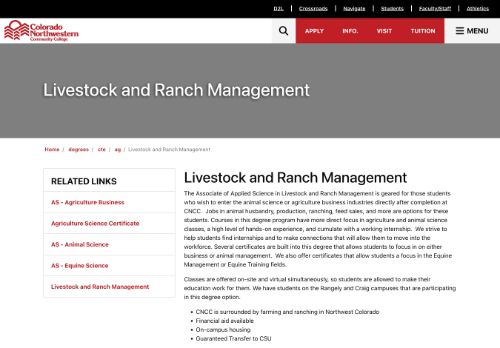 D2L | Crossroads | Navigate | Students | Faculty/Staff | Athletics
Colorado
Northwestern
Community College
APPLY INFO. VISIT TUITION MENU
Livestock and Ranch Management
Home / degrees / cte / ag / Livestock and Ranch Management
RELATED LINKS
AS - Agriculture Business
Agriculture Science Certificate
AS - Animal Science
AS - Equine Science
Livestock and Ranch Management
Livestock and Ranch Management
The Associate of Applied Science in Livestock and Ranch Management is geared for those students
who wish to enter the animal science or agriculture business industries directly after completion at
CNCC. Jobs in animal husbandry, production, ranching, feed sales, and more are options for these
students. Courses in this degree program have more direct focus in agriculture and animal science
classes, a high level of hands-on experience, and culmulate with a working internship. We strive to
help students find internships and to make connections that will allow them to move into the
workforce. Several certificates are built into this degree that allows students to focus in on either
business or animal management. We also offer certificates that allow students a focus in the Equine
Management or Equine Training fields.
Classes are offered on-site and virtual simultaneously, so students are allowed to make their
education work for them. We have students on the Rangely and Craig campuses that are participating
in this degree option.
• CNCC is surrounded by farming and ranching in Northwest Colorado
• Financial aid available
• On-campus housing
• Guaranteed Transfer to CSU